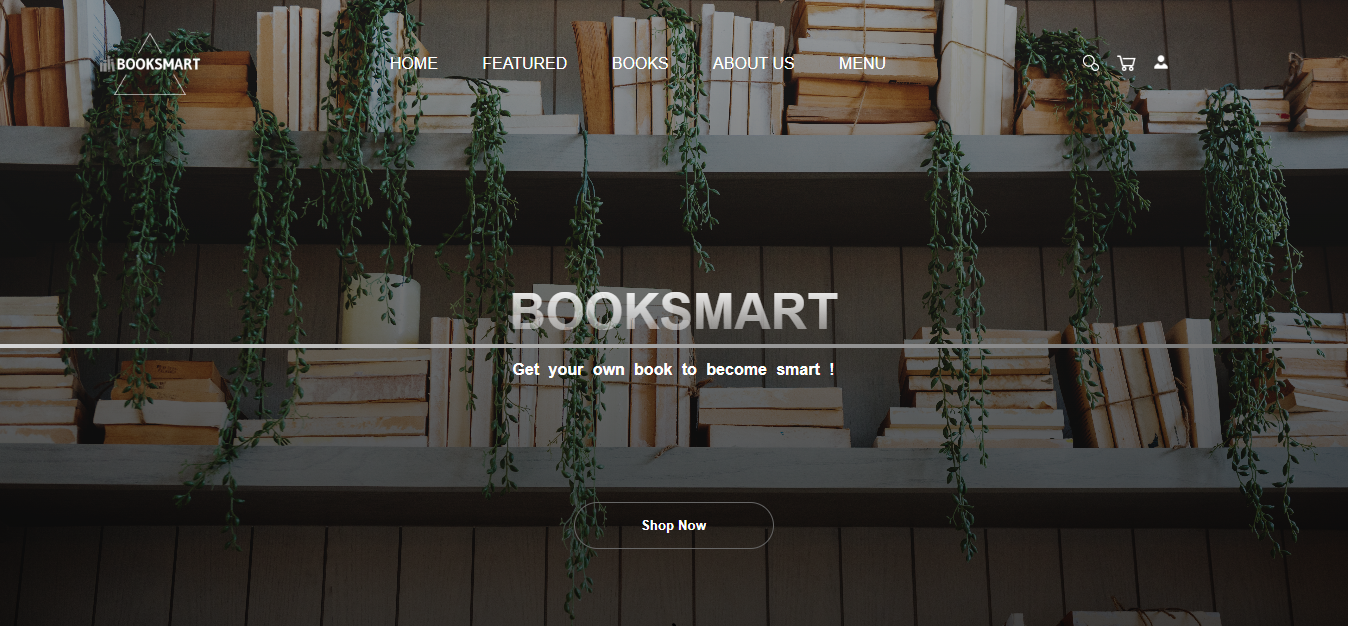 BOOKSMART
HOME FEATURED BOOKS ABOUT US MENU
BOOKSMART
Get your own book to become smart !
Shop Now